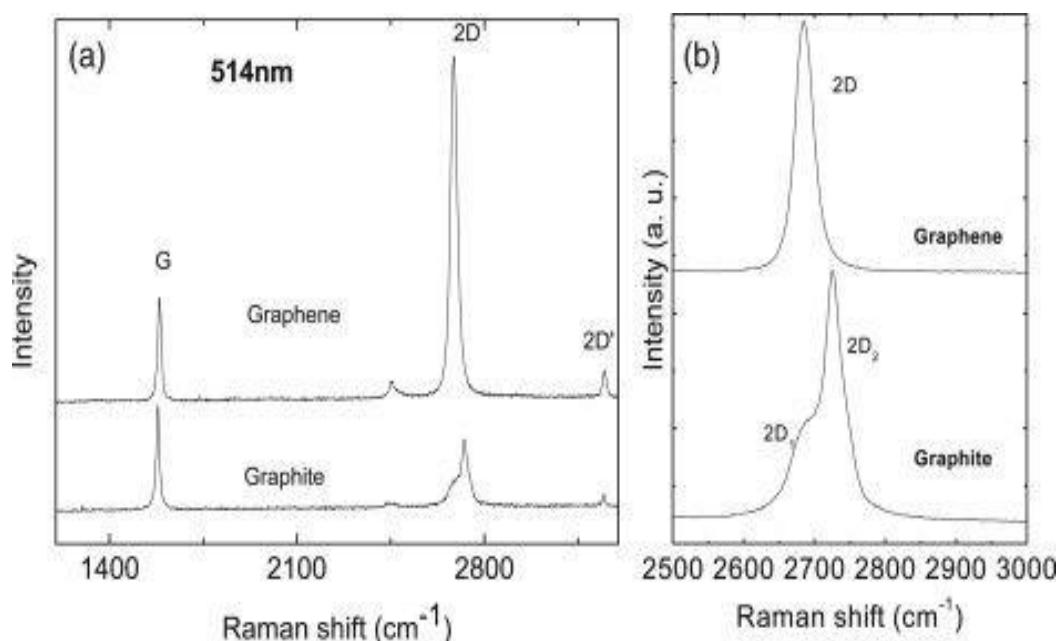 (a)
514nm
2D'
G
Graphene
2D'
Graphite
Intensity
1400 2100 2800
Raman shift (cm⁻¹)
(b)
2D
Graphene
2D₂
2D₁
Graphite
Intensity (a. u.)
2500 2600 2700 2800 2900 3000
Raman shift (cm⁻¹)